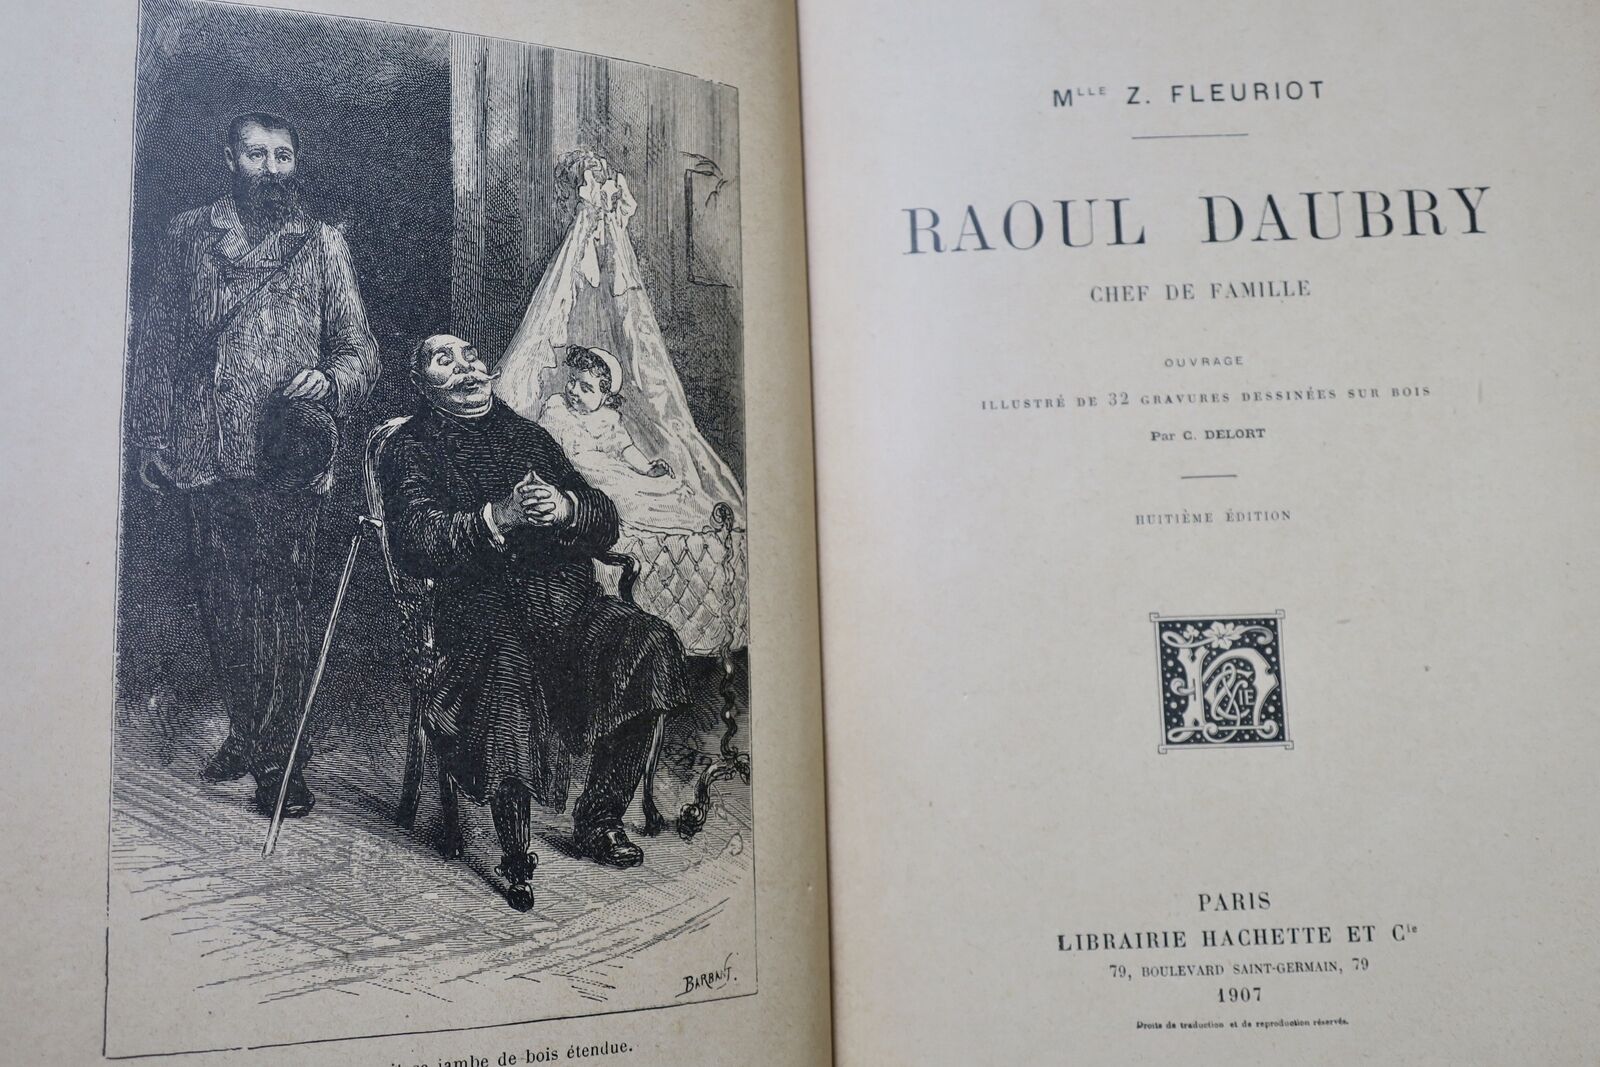 BARBANT.
jambe de bois étendue.
Mlle Z. FLEURIOT
RAOUL DAUBRY
CHEF DE FAMILLE
OUVRAGE
ILLUSTRÉ DE 32 GRAVURES DESSINÉES SUR BOIS
Par C. DELORT
HUITIÈME ÉDITION
H & Cie
PARIS
LIBRAIRIE HACHETTE ET Cie
79, BOULEVARD SAINT-GERMAIN, 79
1907
Droits de traduction et de reproduction réservés.